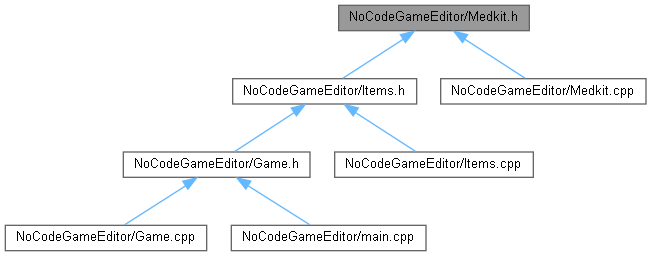 NoCodeGameEditor/Medkit.h
NoCodeGameEditor/Items.h
NoCodeGameEditor/Medkit.cpp
NoCodeGameEditor/Game.h
NoCodeGameEditor/Items.cpp
NoCodeGameEditor/Game.cpp
NoCodeGameEditor/main.cpp